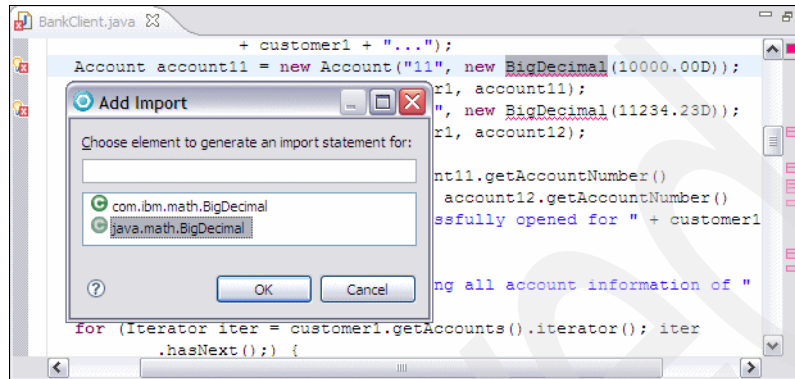 BankClient.java
+ customer1 + "...");
Account account11 = new Account("11", new BigDecimal(10000.00D));
r1, account11);
", new BigDecimal(11234.23D));
r1, account12);
nt11.getAccountNumber()
account12.getAccountNumber()
ssfully opened for " + customer1
ng all account information of "
for (Iterator iter = customer1.getAccounts().iterator(); iter
.hasNext();) {
Add Import
Choose element to generate an import statement for:
com.ibm.math.BigDecimal
java.math.BigDecimal
OK Cancel